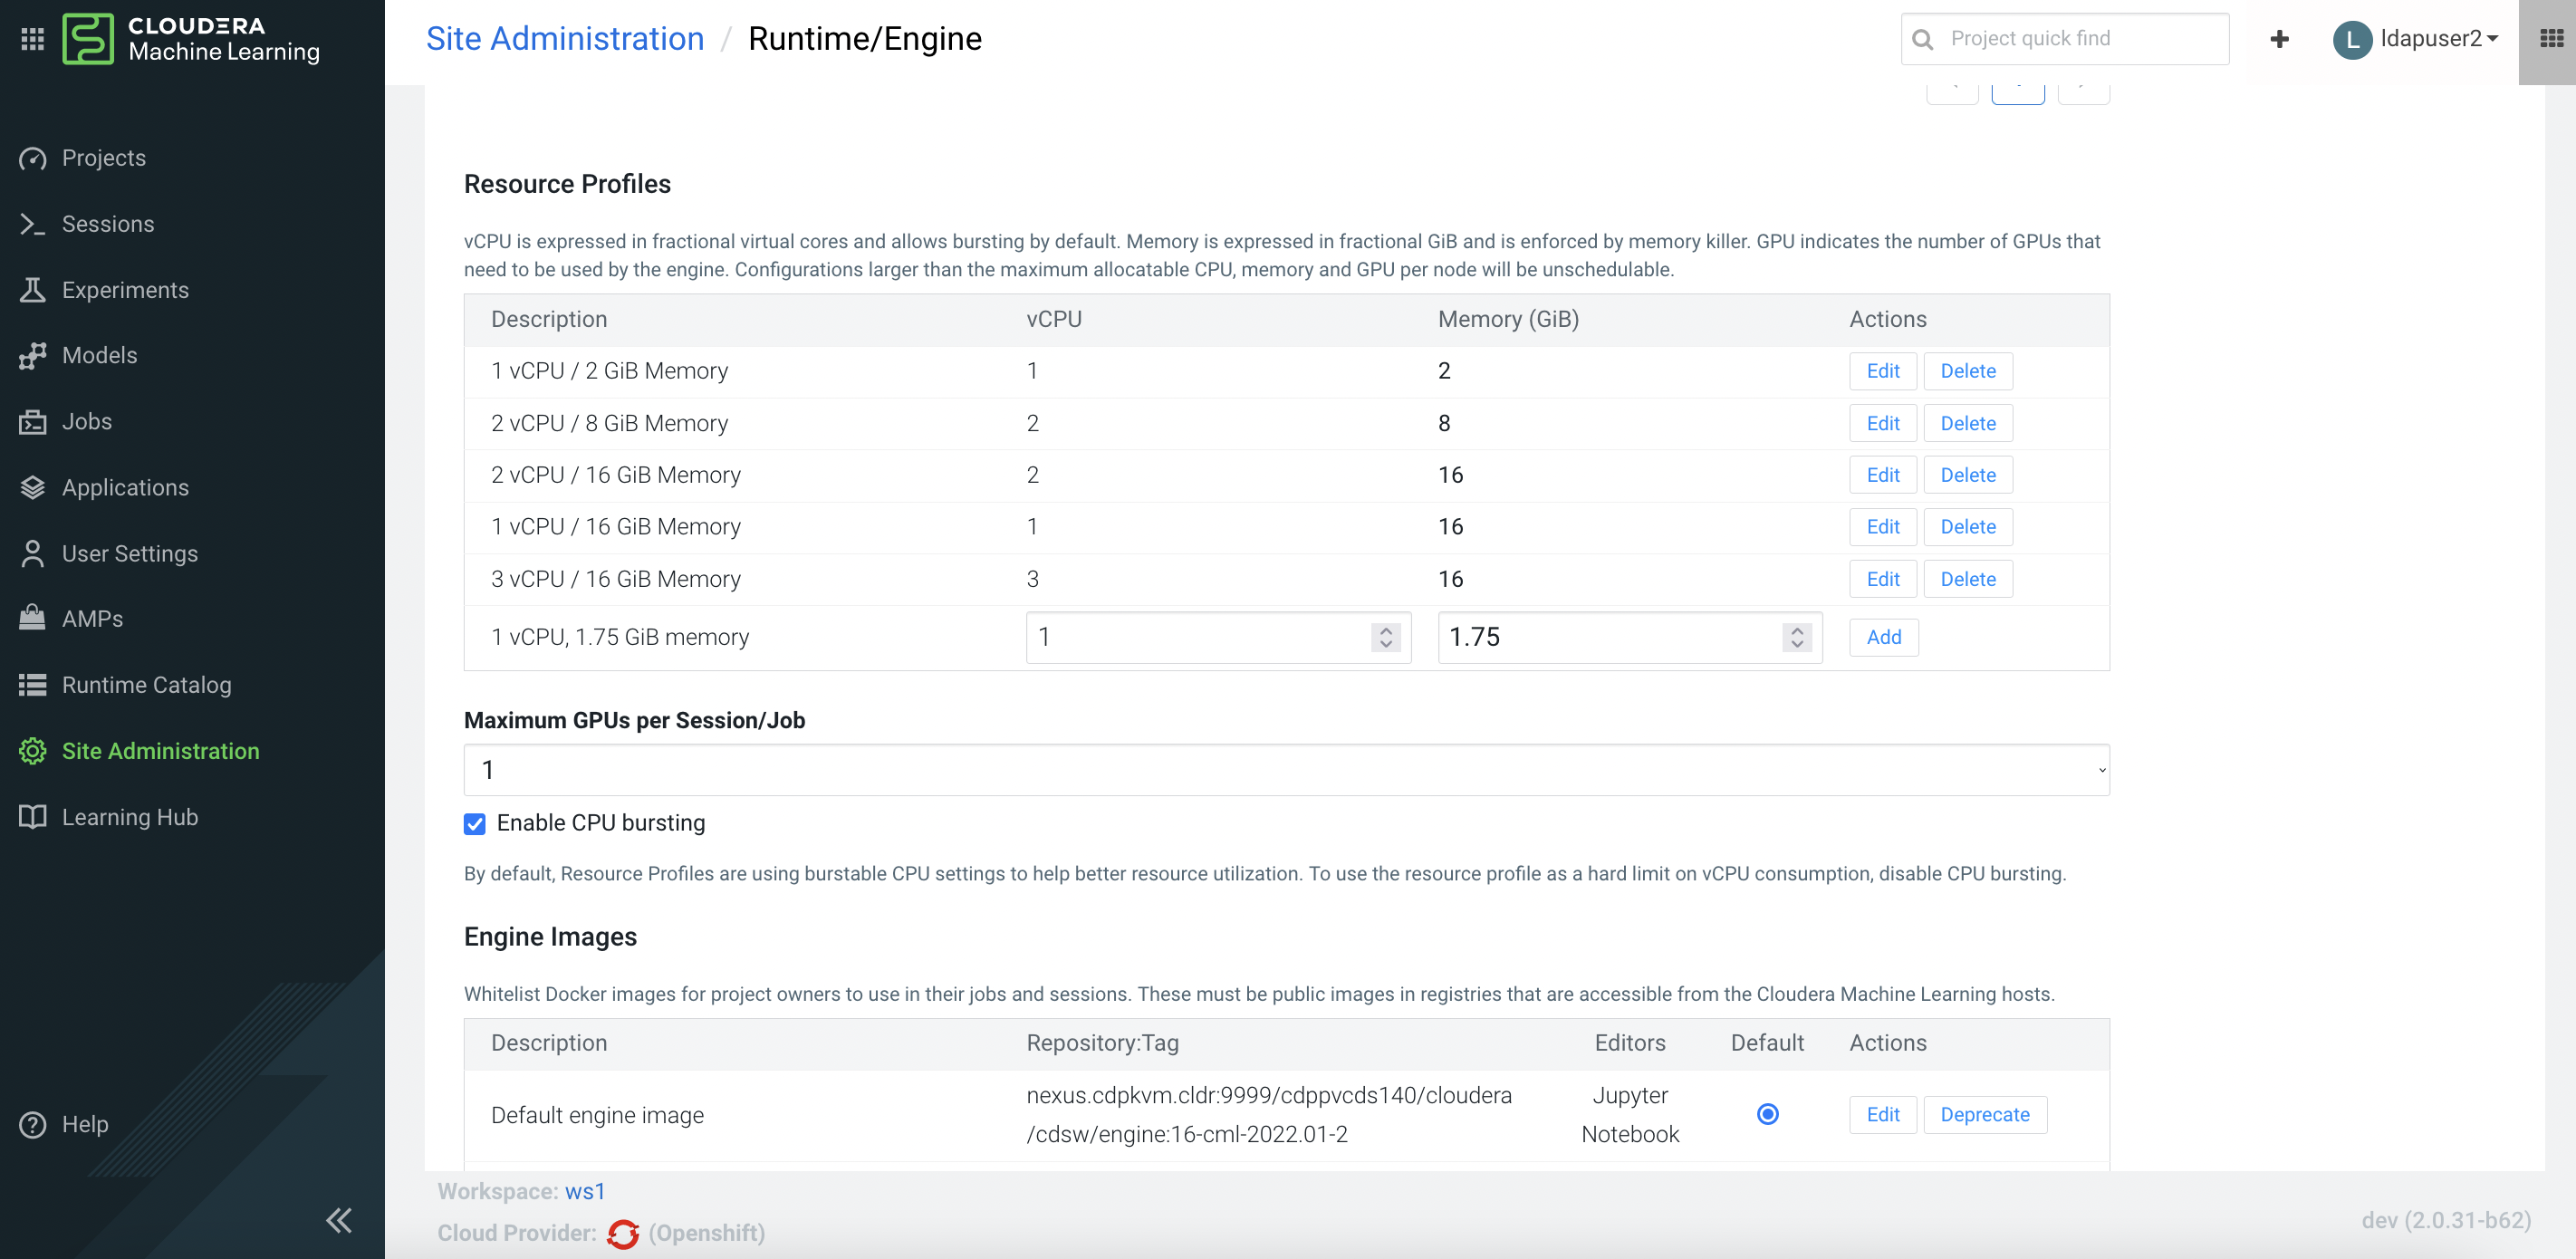 CLOUDERA
Machine Learning
Site Administration / Runtime/Engine
Project quick find
L
ldapuser2
Projects
Sessions
Experiments
Models
Jobs
Applications
User Settings
AMPs
Runtime Catalog
Site Administration
Learning Hub
Help
Resource Profiles
vCPU is expressed in fractional virtual cores and allows bursting by default. Memory is expressed in fractional GiB and is enforced by memory killer. GPU indicates the number of GPUs that
need to be used by the engine. Configurations larger than the maximum allocatable CPU, memory and GPU per node will be unschedulable.
Description vCPU Memory (GiB) Actions
1 vCPU / 2 GiB Memory 1 2 Edit Delete
2 vCPU / 8 GiB Memory 2 8 Edit Delete
2 vCPU / 16 GiB Memory 2 16 Edit Delete
1 vCPU / 16 GiB Memory 1 16 Edit Delete
3 vCPU / 16 GiB Memory 3 16 Edit Delete
1 vCPU, 1.75 GiB memory 1 1.75 Add
Maximum GPUs per Session/Job
1
Enable CPU bursting
By default, Resource Profiles are using burstable CPU settings to help better resource utilization. To use the resource profile as a hard limit on vCPU consumption, disable CPU bursting.
Engine Images
Whitelist Docker images for project owners to use in their jobs and sessions. These must be public images in registries that are accessible from the Cloudera Machine Learning hosts.
Description Repository:Tag Editors Default Actions
Default engine image nexus.cdpkvm.cldr:9999/cdppvcds140/cloudera Jupyter Edit Deprecate
/cdsw/engine:16-cml-2022.01-2 Notebook
Workspace: ws1
Cloud Provider: (Openshift)
dev (2.0.31-b62)